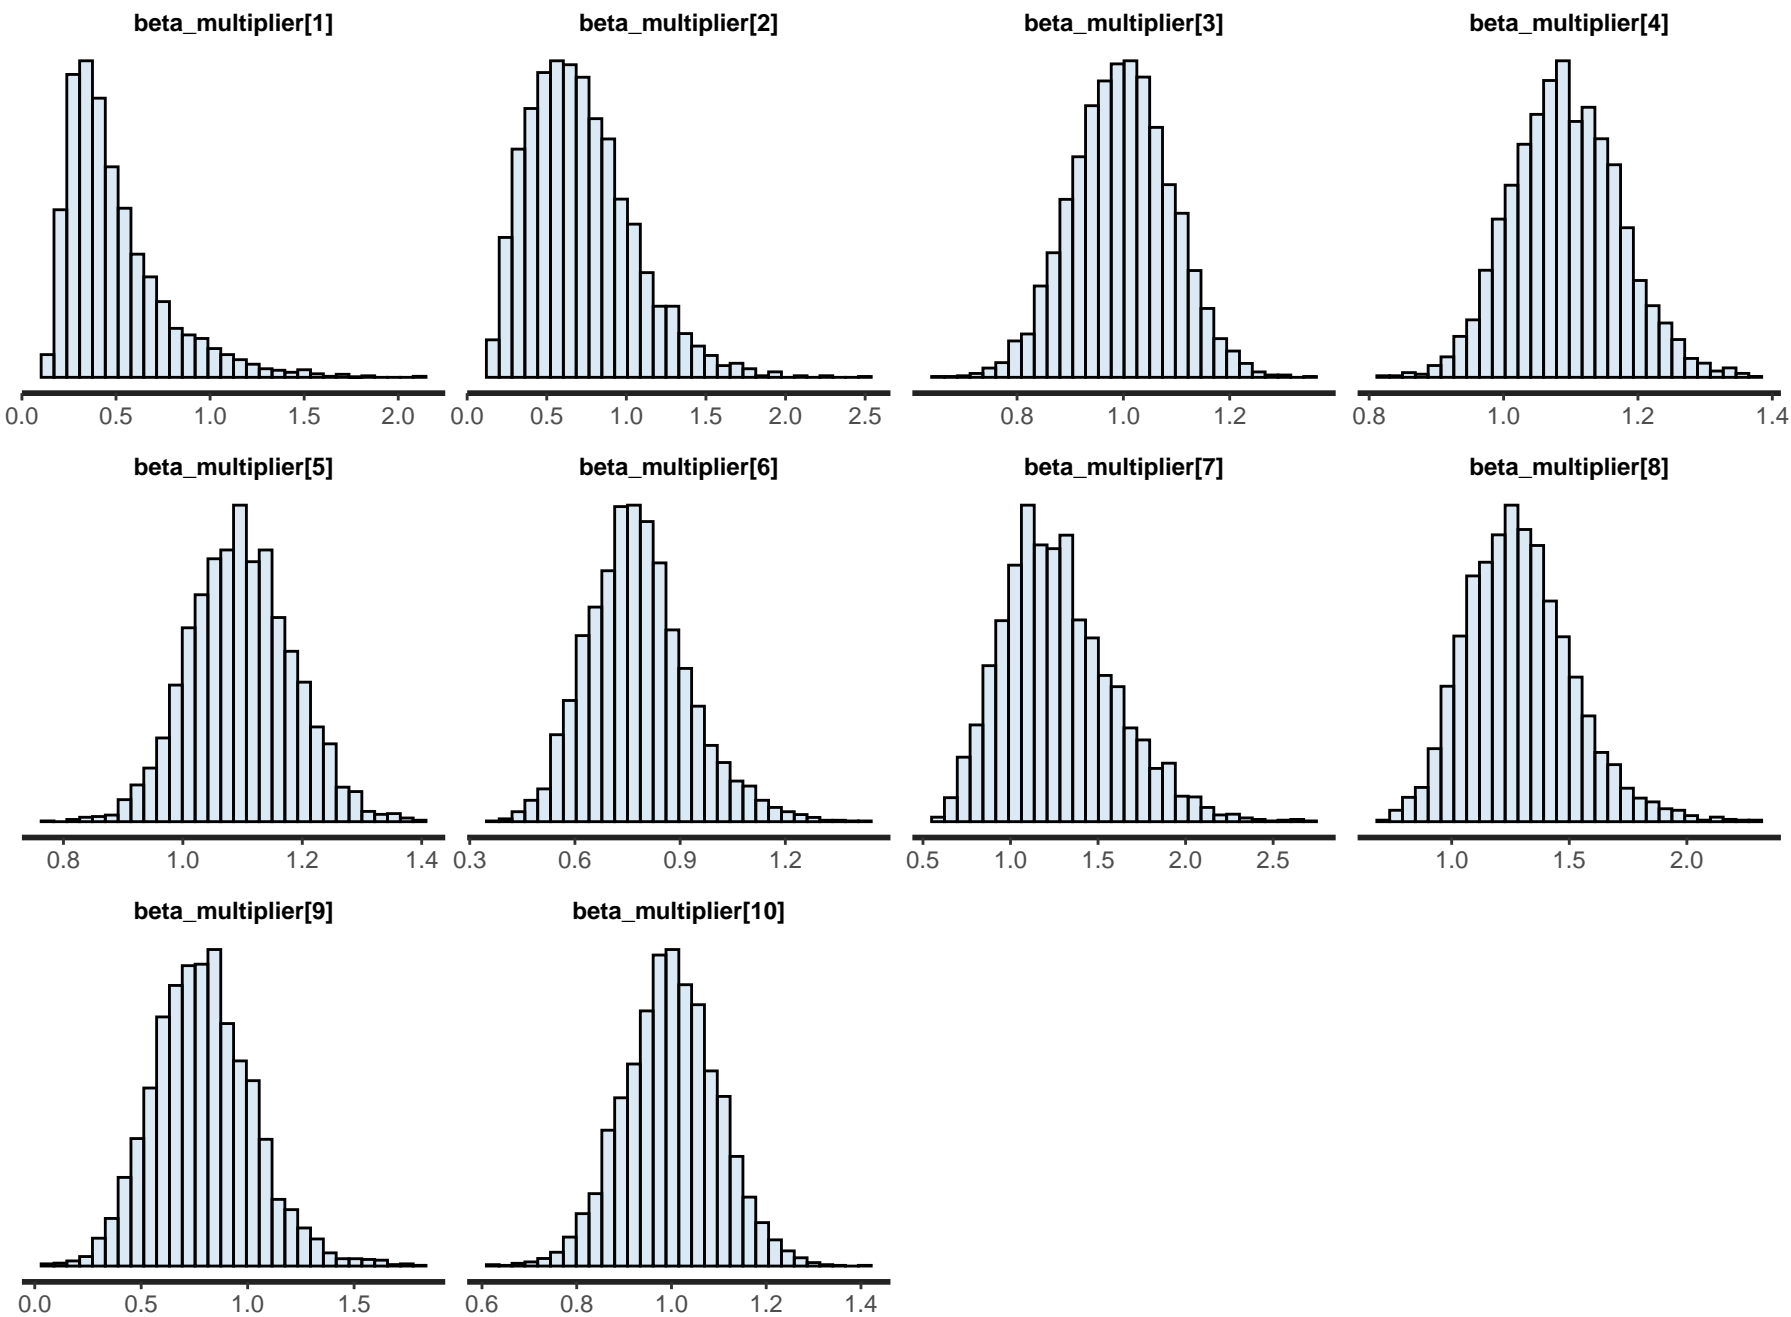 beta_multiplier[1] beta_multiplier[2] beta_multiplier[3] beta_multiplier[4]
0.0 0.5 1.0 1.5 2.0 0.0 0.5 1.0 1.5 2.0 2.5 0.8 1.0 1.2 0.8 1.0 1.2 1.4
beta_multiplier[5] beta_multiplier[6] beta_multiplier[7] beta_multiplier[8]
0.8 1.0 1.2 1.4 0.3 0.6 0.9 1.2 0.5 1.0 1.5 2.0 2.5 1.0 1.5 2.0
beta_multiplier[9] beta_multiplier[10]
0.0 0.5 1.0 1.5 0.6 0.8 1.0 1.2 1.4